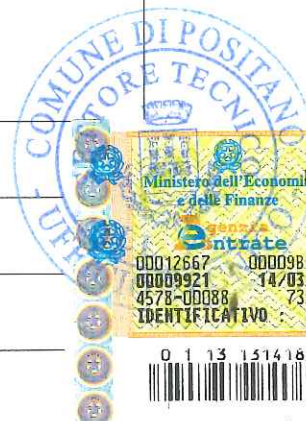 COMUNE DI POSITANO
TORE TECNICO
Ministero dell'Economi
e delle Finanze
genzia
ntrate
00012667 00009B
00009921 14/03
4578-00088 73
IDENTIFICATIVO :
0 1 13 131418